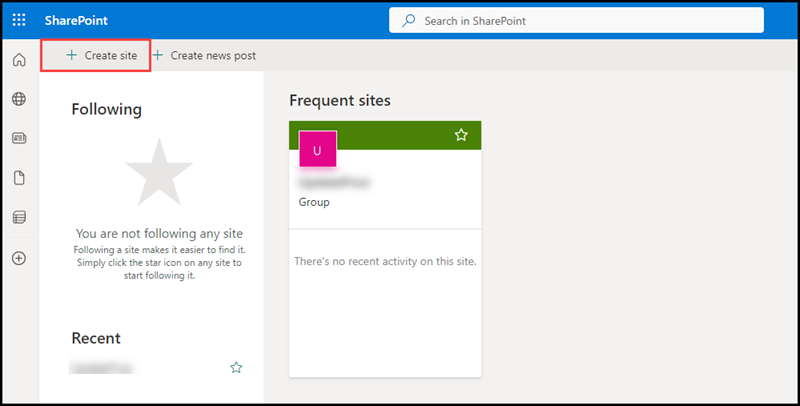 SharePoint
Search in SharePoint
+ Create site
+ Create news post
Following
You are not following any site
Following a site makes it easier to find it.
Simply click the star icon on any site to
start following it.
Recent
Frequent sites
U
Group
There's no recent activity on this site.